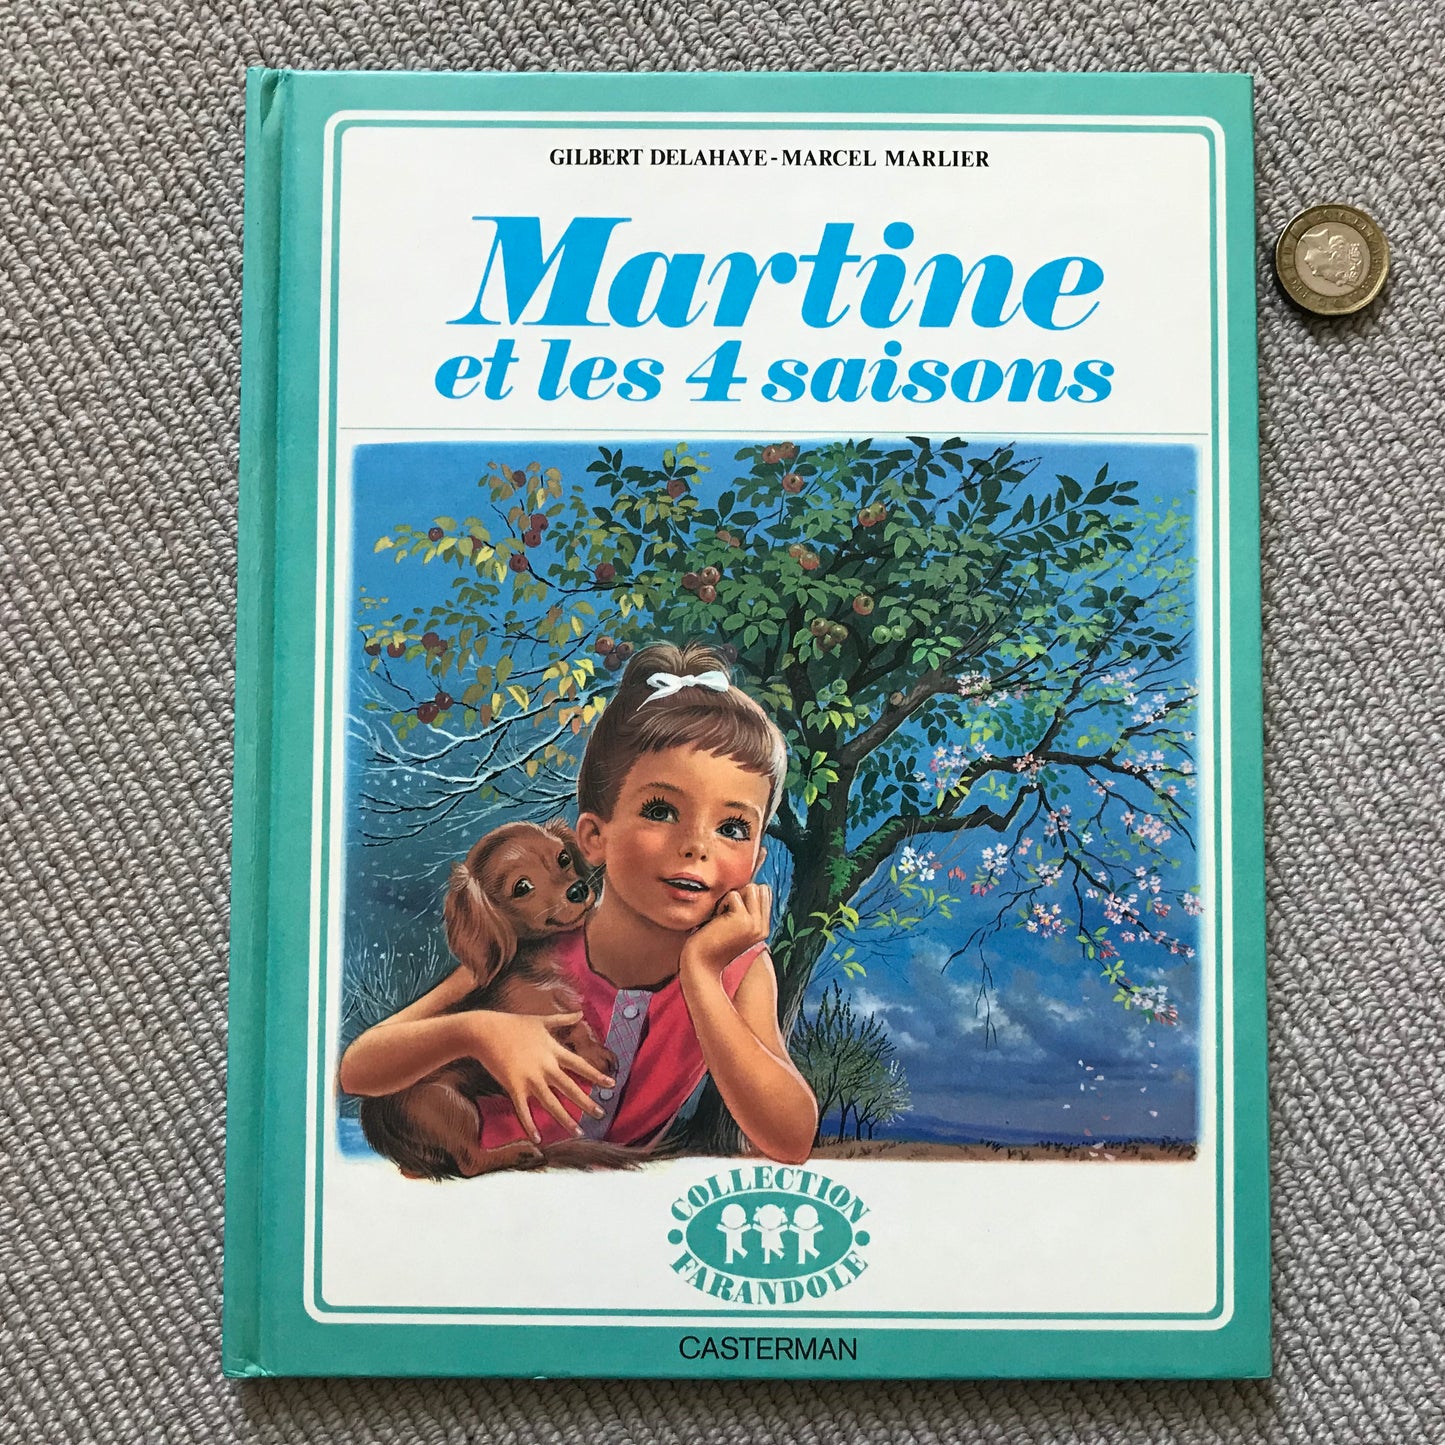 GILBERT DELAHAYE-MARCEL MARLIER
Martine
et les 4 saisons
COLLECTION
FARANDOLE
CASTERMAN